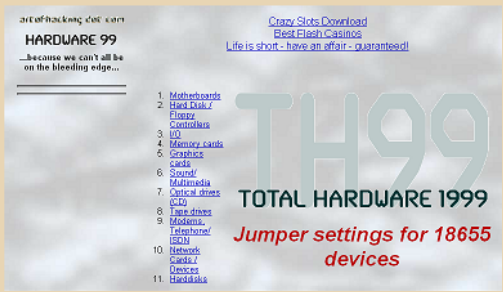 artofhacking dot com
HARDWARE 99
...because we can't all be
on the bleeding edge...
Crazy Slots Download
Best Flash Casinos
Life is short - have an affair - guaranteed!
1. Motherboards
2. Hard Disk /
Floppy
Controllers
3. I/O
4. Memory cards
5. Graphics
cards
6. Sound/
Multimedia
7. Optical drives
(CD)
8. Tape drives
9. Modems,
Telephone/
ISDN
10. Network
Cards /
Devices
11. Harddisks
TH99
TOTAL HARDWARE 1999
Jumper settings for 18655
devices